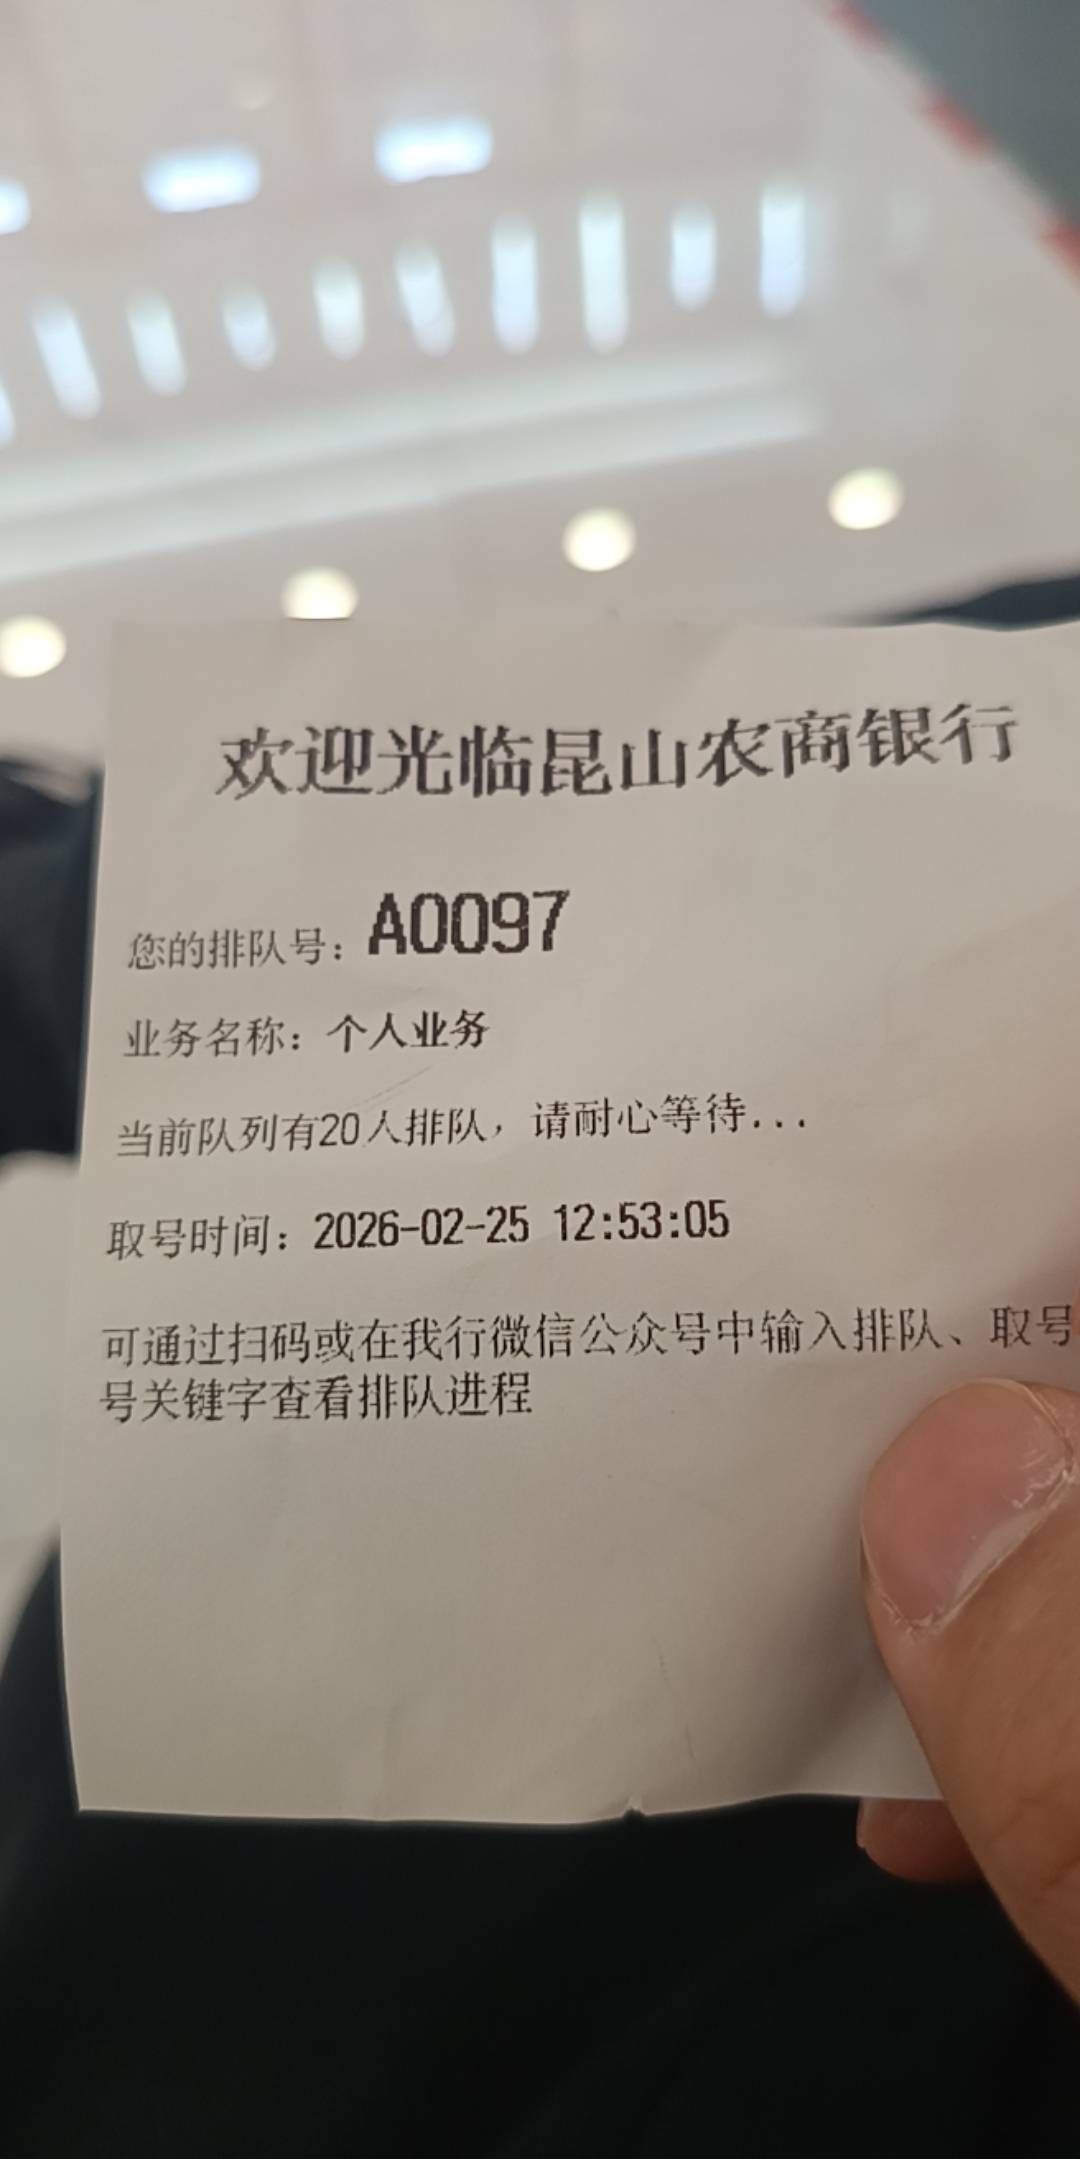 欢迎光临昆山农商银行
您的排队号：A0097
业务名称：个人业务
当前队列有20人排队，请耐心等待...
取号时间：2026-02-25 12:53:05
可通过扫码或在我行微信公众号中输入排队、取号
号关键字查看排队进程